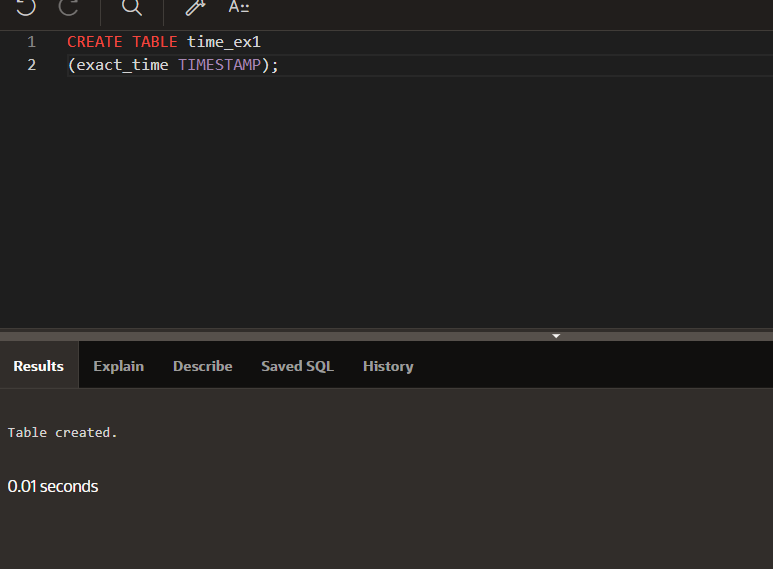 A::
1 CREATE TABLE time_ex1
2 (exact_time TIMESTAMP);
Results Explain Describe Saved SQL History
Table created.
0.01 seconds